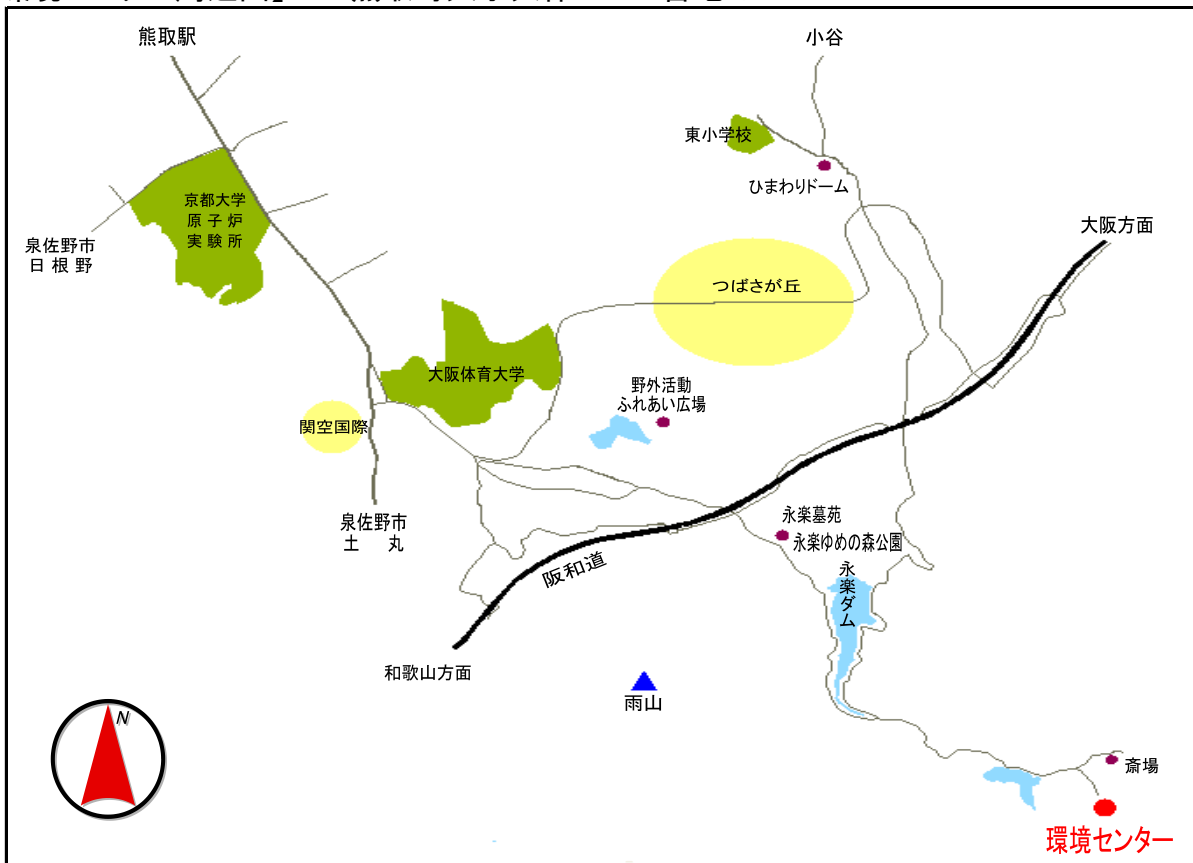 熊取駅
小谷
東小学校
ひまわりドーム
京都大学
原子炉
実験所
泉佐野市
日根野
大阪方面
つばさが丘
大阪体育大学
野外活動
ふれあい広場
関空国際
泉佐野市
土　丸
永楽墓苑
永楽ゆめの森公園
阪和道
永楽ダム
和歌山方面
雨山
N
斎場
環境センター